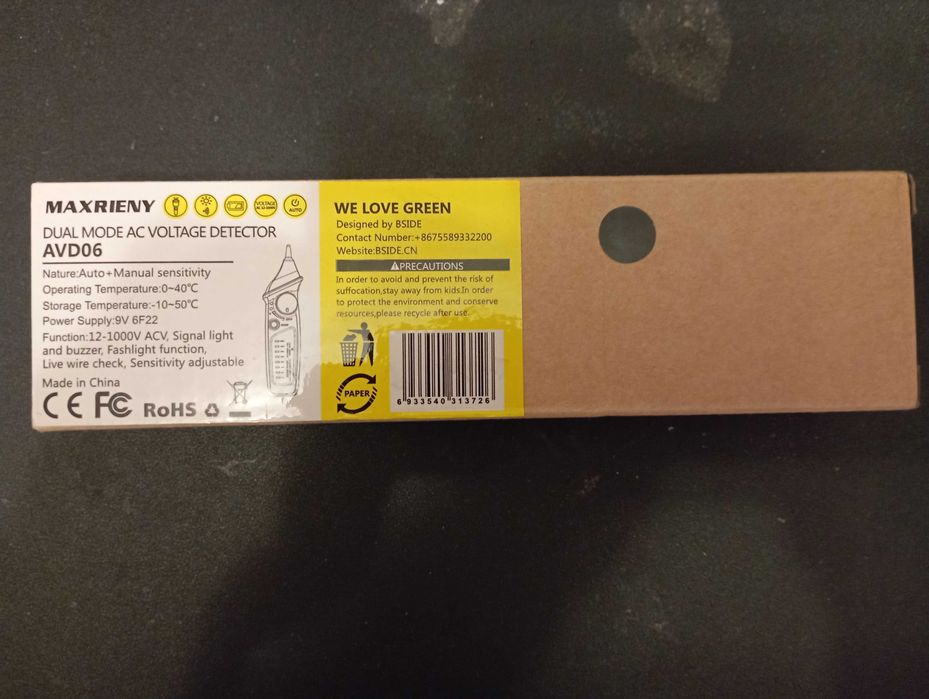 MAXRIENY
VOLTAGE
AUTO
DUAL MODE AC VOLTAGE DETECTOR
AVD06
Nature:Auto+Manual sensitivity
Operating Temperature:0~40℃
Storage Temperature:-10~50℃
Power Supply:9V 6F22
Function:12-1000V ACV, Signal light
and buzzer, Fashlight function,
Live wire check, Sensitivity adjustable
Made in China
CE FC RoHS
WE LOVE GREEN
Designed by BSIDE
Contact Number:+8675589332200
Website:BSIDE.CN
PRECAUTIONS
In order to avoid and prevent the risk of
suffocation,stay away from kids.In order
to protect the environment and conserve
resources,please recycle after use.
PAPER
6 933540 313726